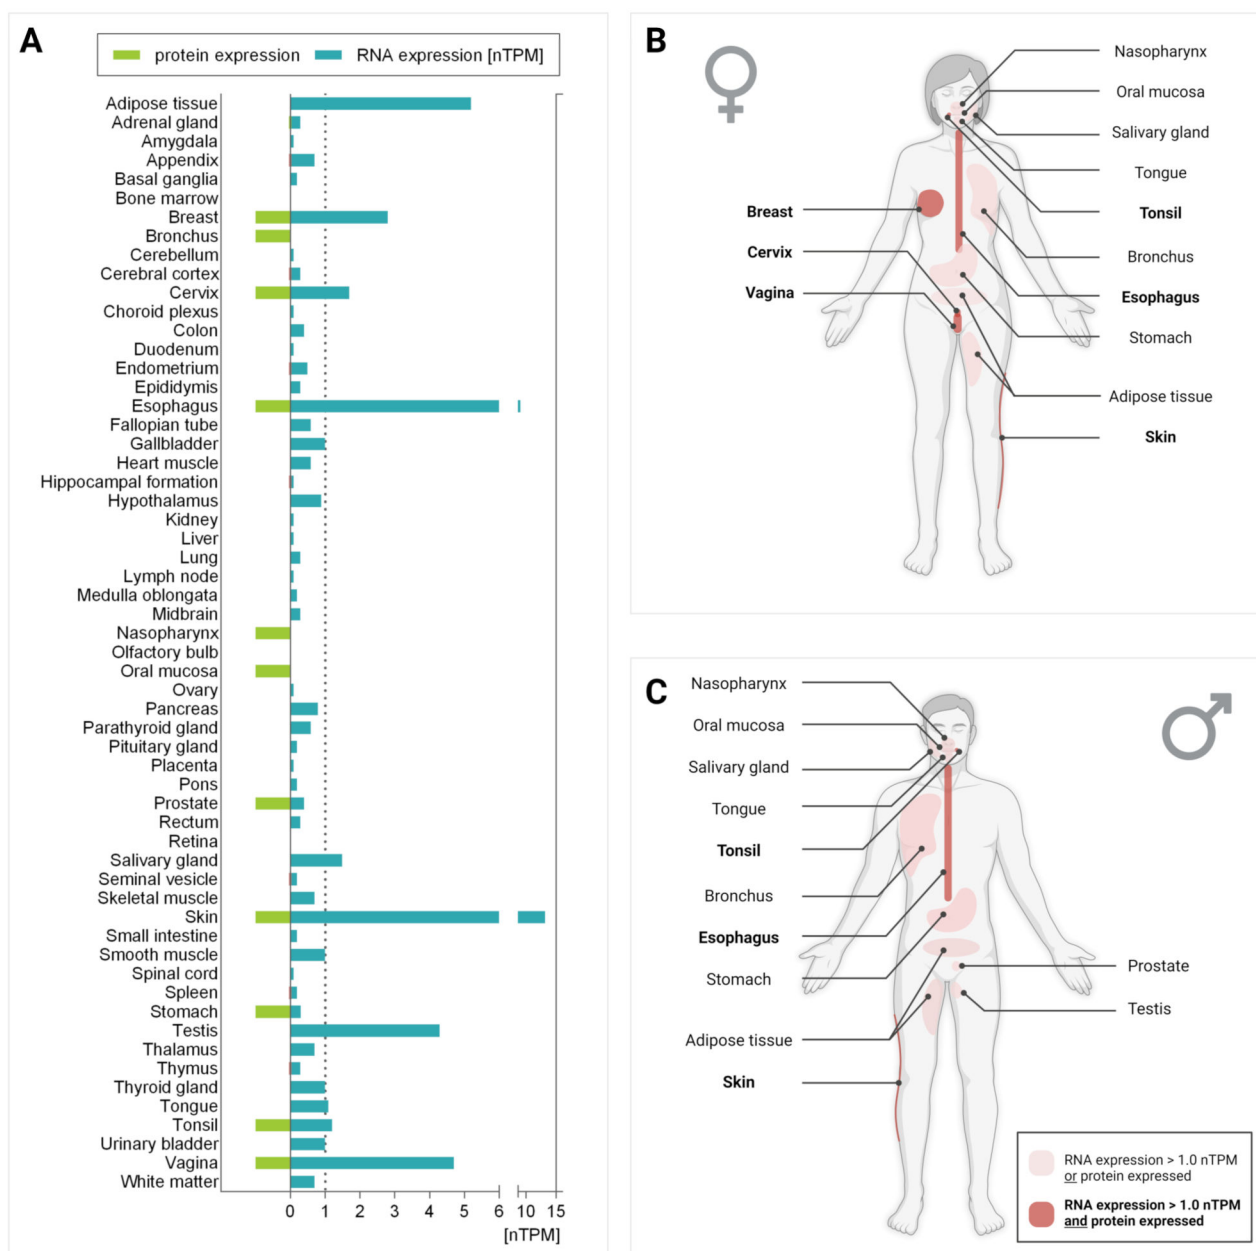 A
protein expression RNA expression [nTPM]
Adipose tissue
Adrenal gland
Amygdala
Appendix
Basal ganglia
Bone marrow
Breast
Bronchus
Cerebellum
Cerebral cortex
Cervix
Choroid plexus
Colon
Duodenum
Endometrium
Epididymis
Esophagus
Fallopian tube
Gallbladder
Heart muscle
Hippocampal formation
Hypothalamus
Kidney
Liver
Lung
Lymph node
Medulla oblongata
Midbrain
Nasopharynx
Olfactory bulb
Oral mucosa
Ovary
Pancreas
Parathyroid gland
Pituitary gland
Placenta
Pons
Prostate
Rectum
Retina
Salivary gland
Seminal vesicle
Skeletal muscle
Skin
Small intestine
Smooth muscle
Spinal cord
Spleen
Stomach
Testis
Thalamus
Thymus
Thyroid gland
Tongue
Tonsil
Urinary bladder
Vagina
White matter
0 1 2 3 4 5 6 10 15
[nTPM]
B
Breast
Cervix
Vagina
Nasopharynx
Oral mucosa
Salivary gland
Tongue
Tonsil
Bronchus
Esophagus
Stomach
Adipose tissue
Skin
C
Nasopharynx
Oral mucosa
Salivary gland
Tongue
Tonsil
Bronchus
Esophagus
Stomach
Adipose tissue
Skin
Prostate
Testis
RNA expression > 1.0 nTPM
or protein expressed
RNA expression > 1.0 nTPM
and protein expressed